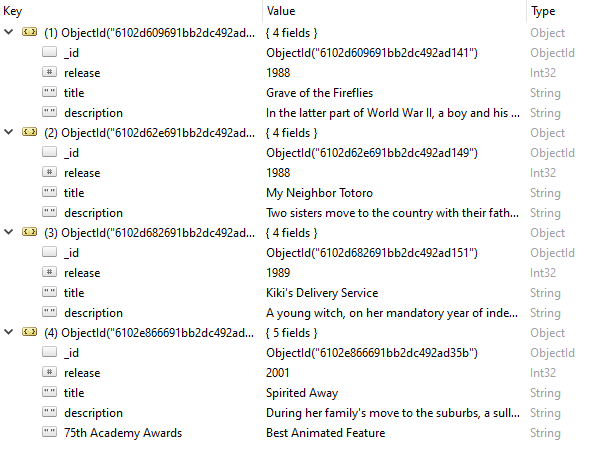 Key Value Type
(1) ObjectId("6102d609691bb2dc492ad... { 4 fields } Object
_id ObjectId("6102d609691bb2dc492ad141") ObjectId
# release 1988 Int32
" " title Grave of the Fireflies String
" " description In the latter part of World War II, a boy and his ... String
(2) ObjectId("6102d62e691bb2dc492ad... { 4 fields } Object
_id ObjectId("6102d62e691bb2dc492ad149") ObjectId
# release 1988 Int32
" " title My Neighbor Totoro String
" " description Two sisters move to the country with their fath... String
(3) ObjectId("6102d682691bb2dc492ad... { 4 fields } Object
_id ObjectId("6102d682691bb2dc492ad151") ObjectId
# release 1989 Int32
" " title Kiki's Delivery Service String
" " description A young witch, on her mandatory year of inde... String
(4) ObjectId("6102e866691bb2dc492ad... { 5 fields } Object
_id ObjectId("6102e866691bb2dc492ad35b") ObjectId
# release 2001 Int32
" " title Spirited Away String
" " description During her family's move to the suburbs, a sull... String
" " 75th Academy Awards Best Animated Feature String